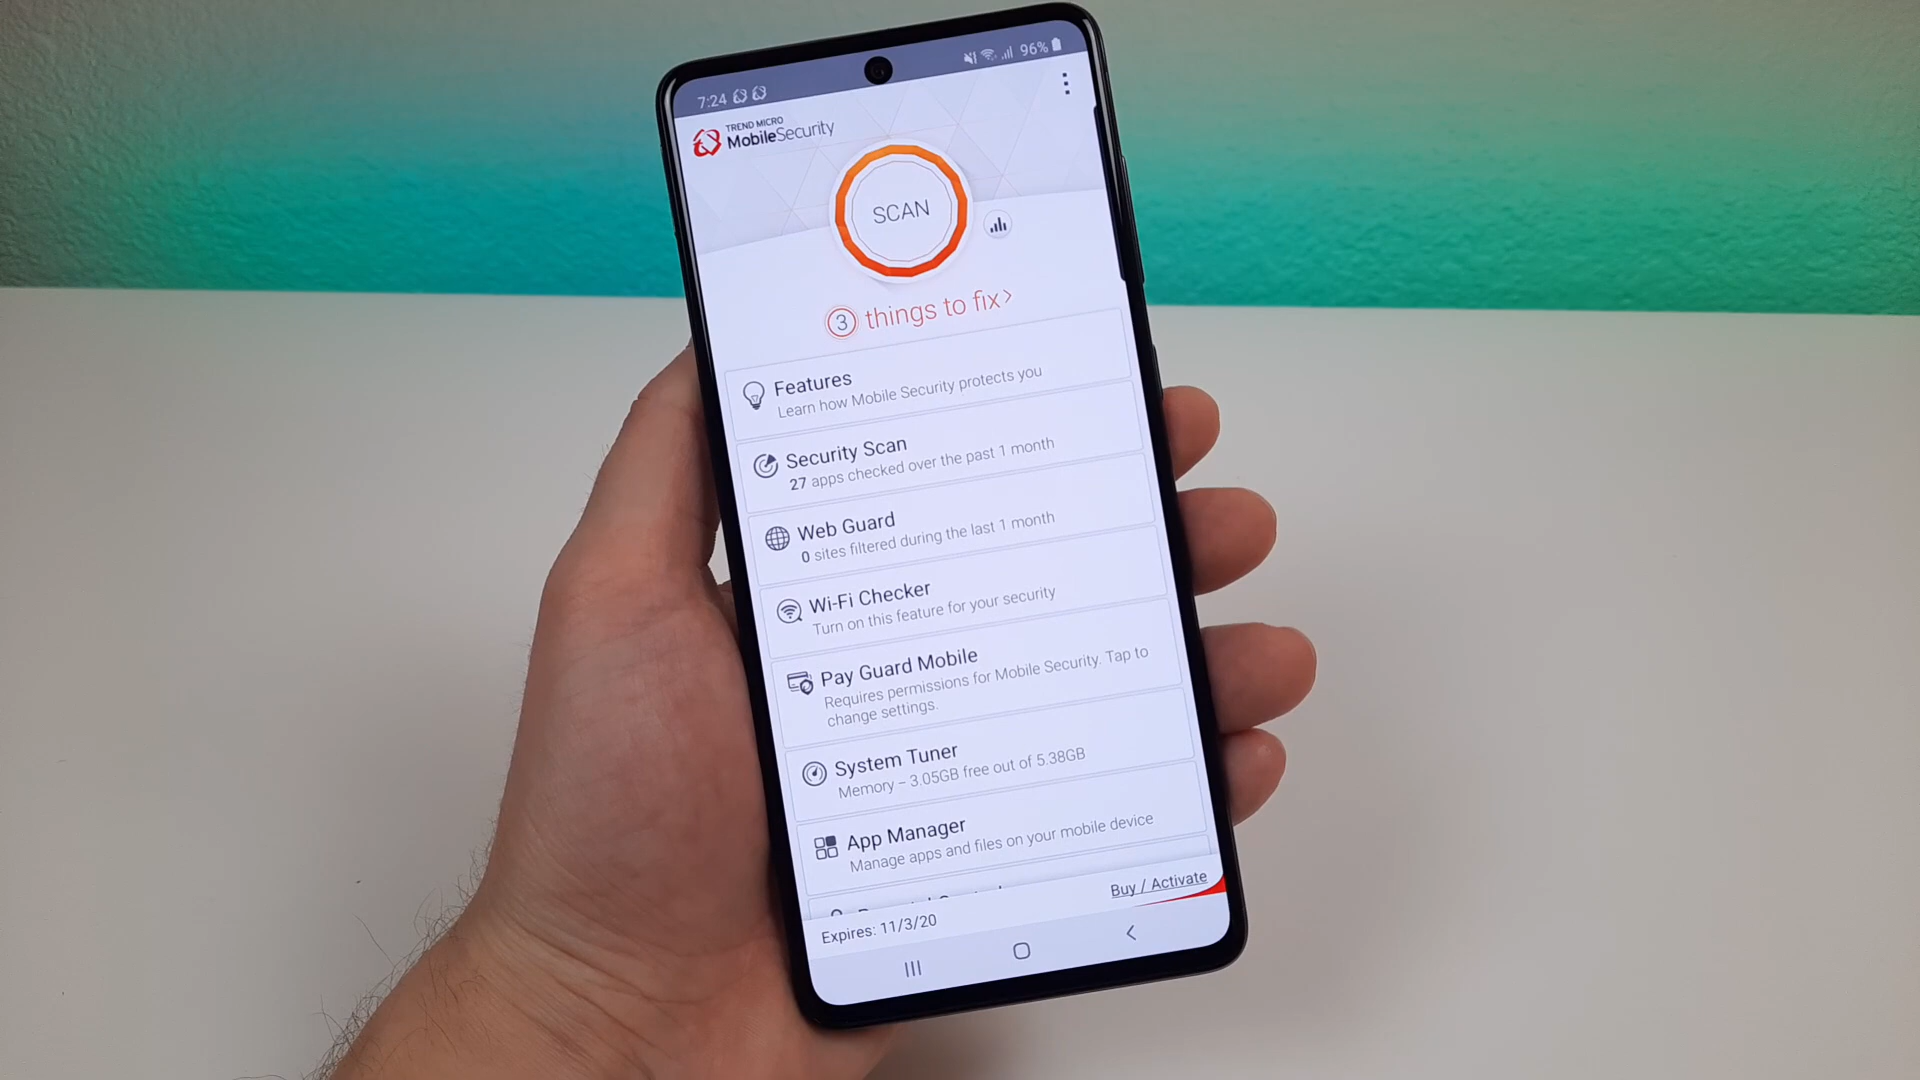 7:24
96%
TREND MICRO
MobileSecurity
SCAN
3 things to fix >
Features
Learn how Mobile Security protects you
Security Scan
27 apps checked over the past 1 month
Web Guard
0 sites filtered during the last 1 month
Wi-Fi Checker
Turn on this feature for your security
Pay Guard Mobile
Requires permissions for Mobile Security. Tap to
change settings.
System Tuner
Memory – 3.05GB free out of 5.38GB
App Manager
Manage apps and files on your mobile device
Buy / Activate
Expires: 11/3/20